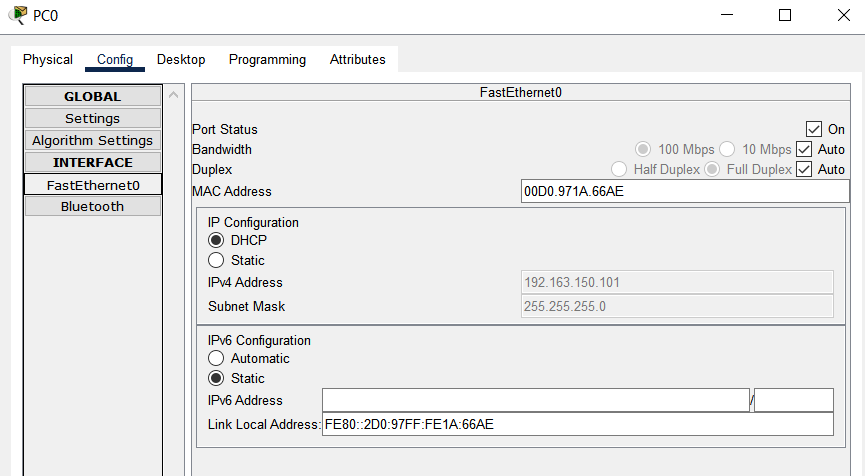 PC0
Physical Config Desktop Programming Attributes
GLOBAL
Settings
Algorithm Settings
INTERFACE
FastEthernet0
Bluetooth
FastEthernet0
Port Status On
Bandwidth 100 Mbps 10 Mbps Auto
Duplex Half Duplex Full Duplex Auto
MAC Address 00D0.971A.66AE
IP Configuration
DHCP
Static
IPv4 Address 192.163.150.101
Subnet Mask 255.255.255.0
IPv6 Configuration
Automatic
Static
IPv6 Address /
Link Local Address: FE80::2D0:97FF:FE1A:66AE